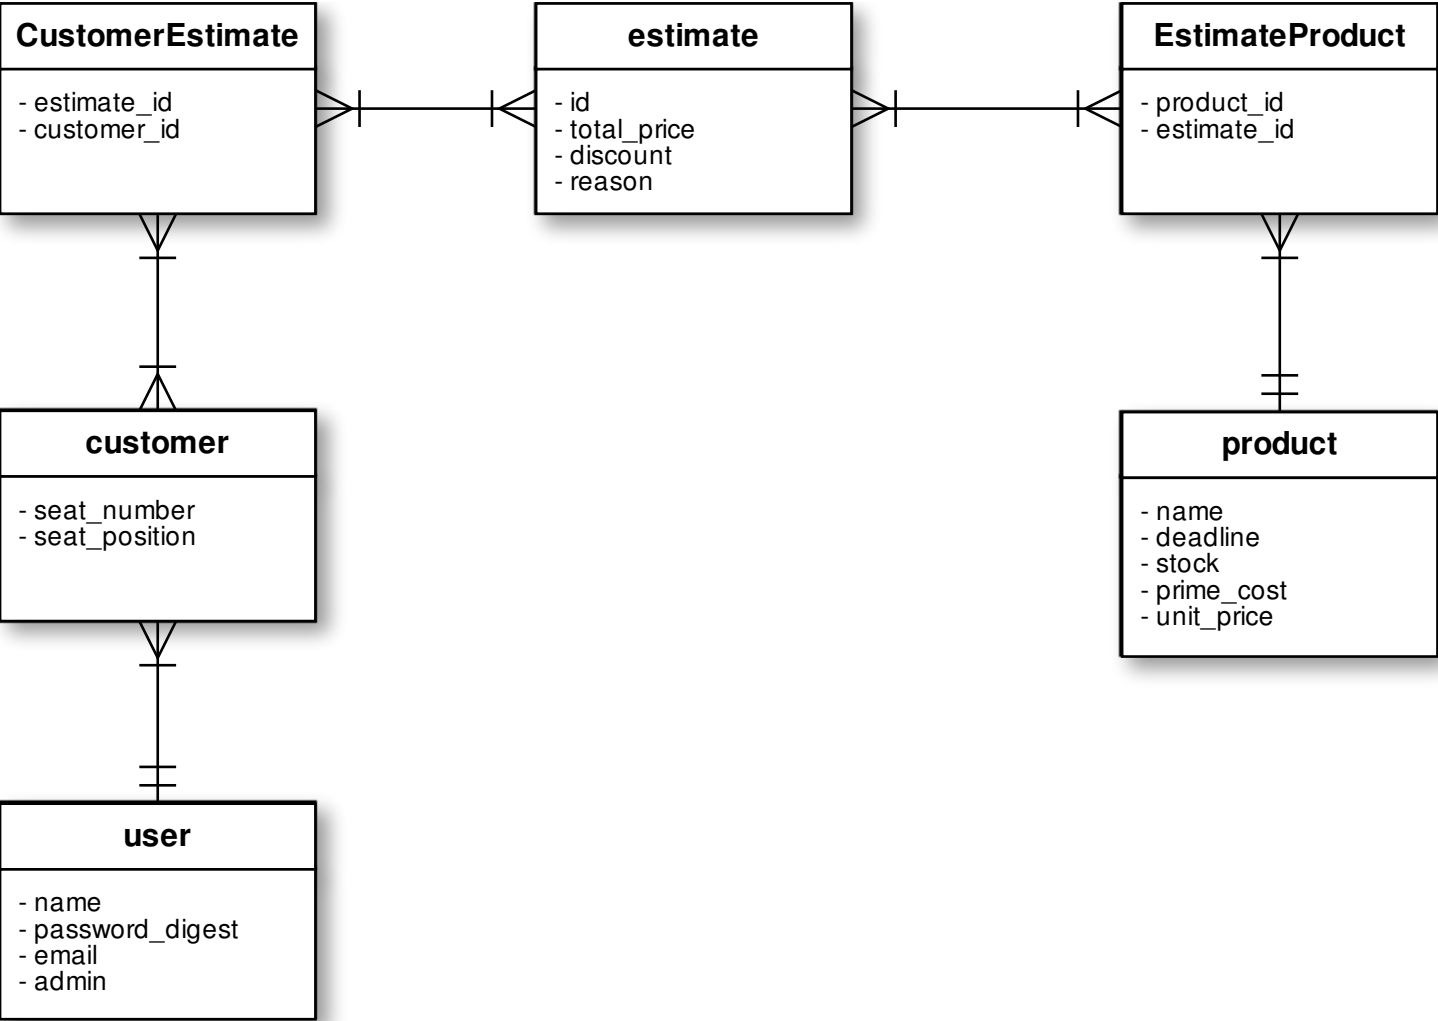 CustomerEstimate
- estimate_id
- customer_id
estimate
- id
- total_price
- discount
- reason
EstimateProduct
- product_id
- estimate_id
customer
- seat_number
- seat_position
product
- name
- deadline
- stock
- prime_cost
- unit_price
user
- name
- password_digest
- email
- admin